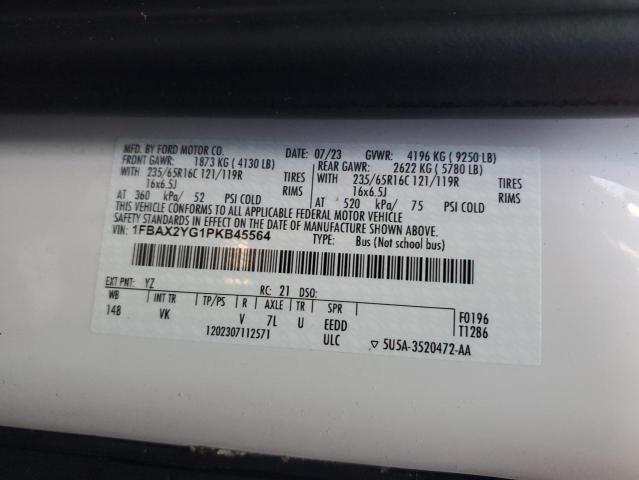 MFD. BY FORD MOTOR CO. DATE: 07/23 GVWR: 4196 KG ( 9250 LB)
FRONT GAWR: 1873 KG ( 4130 LB) REAR GAWR: 2622 KG ( 5780 LB)
WITH 235/65R16C 121/119R TIRES WITH 235/65R16C 121/119R TIRES
16x6.5J RIMS 16x6.5J RIMS
AT 360 kPa/ 52 PSI COLD AT 520 kPa/ 75 PSI COLD
THIS VEHICLE CONFORMS TO ALL APPLICABLE FEDERAL MOTOR VEHICLE
SAFETY STANDARDS IN EFFECT ON THE DATE OF MANUFACTURE SHOWN ABOVE.
VIN: 1FBAX2YG1PKB45564 TYPE: Bus (Not school bus)
EXT PNT: YZ RC: 21 DSO:
WB INT TR TP/PS R AXLE TR SPR F0196
148 VK V 7L U EEDD T1286
1202307112571 ULC ▽ 5U5A-3520472-AA